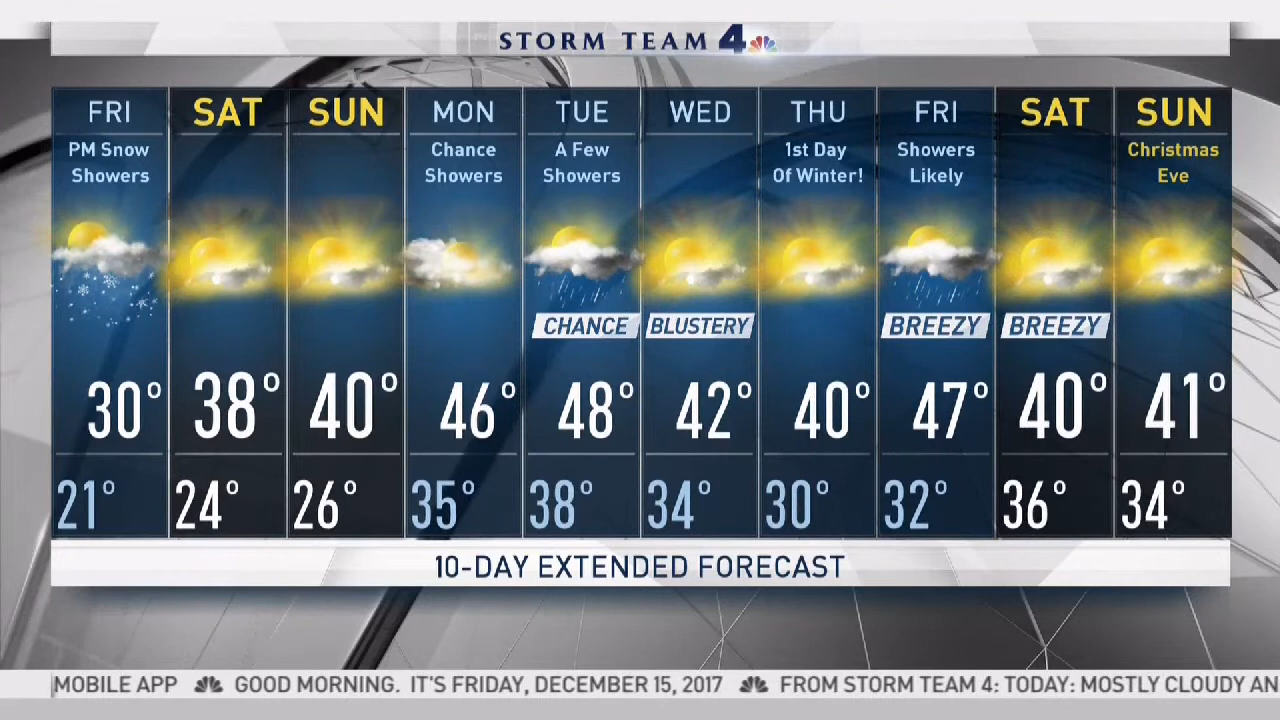 STORM TEAM 4
FRI SAT SUN MON TUE WED THU FRI SAT SUN
PM Snow Chance A Few 1st Day Showers Christmas
Showers Showers Showers Of Winter! Likely Eve
CHANCE BLUSTERY BREEZY BREEZY
30° 38° 40° 46° 48° 42° 40° 47° 40° 41°
21° 24° 26° 35° 38° 34° 30° 32° 36° 34°
10-DAY EXTENDED FORECAST
MOBILE APP GOOD MORNING. IT'S FRIDAY, DECEMBER 15, 2017 FROM STORM TEAM 4: TODAY: MOSTLY CLOUDY AN